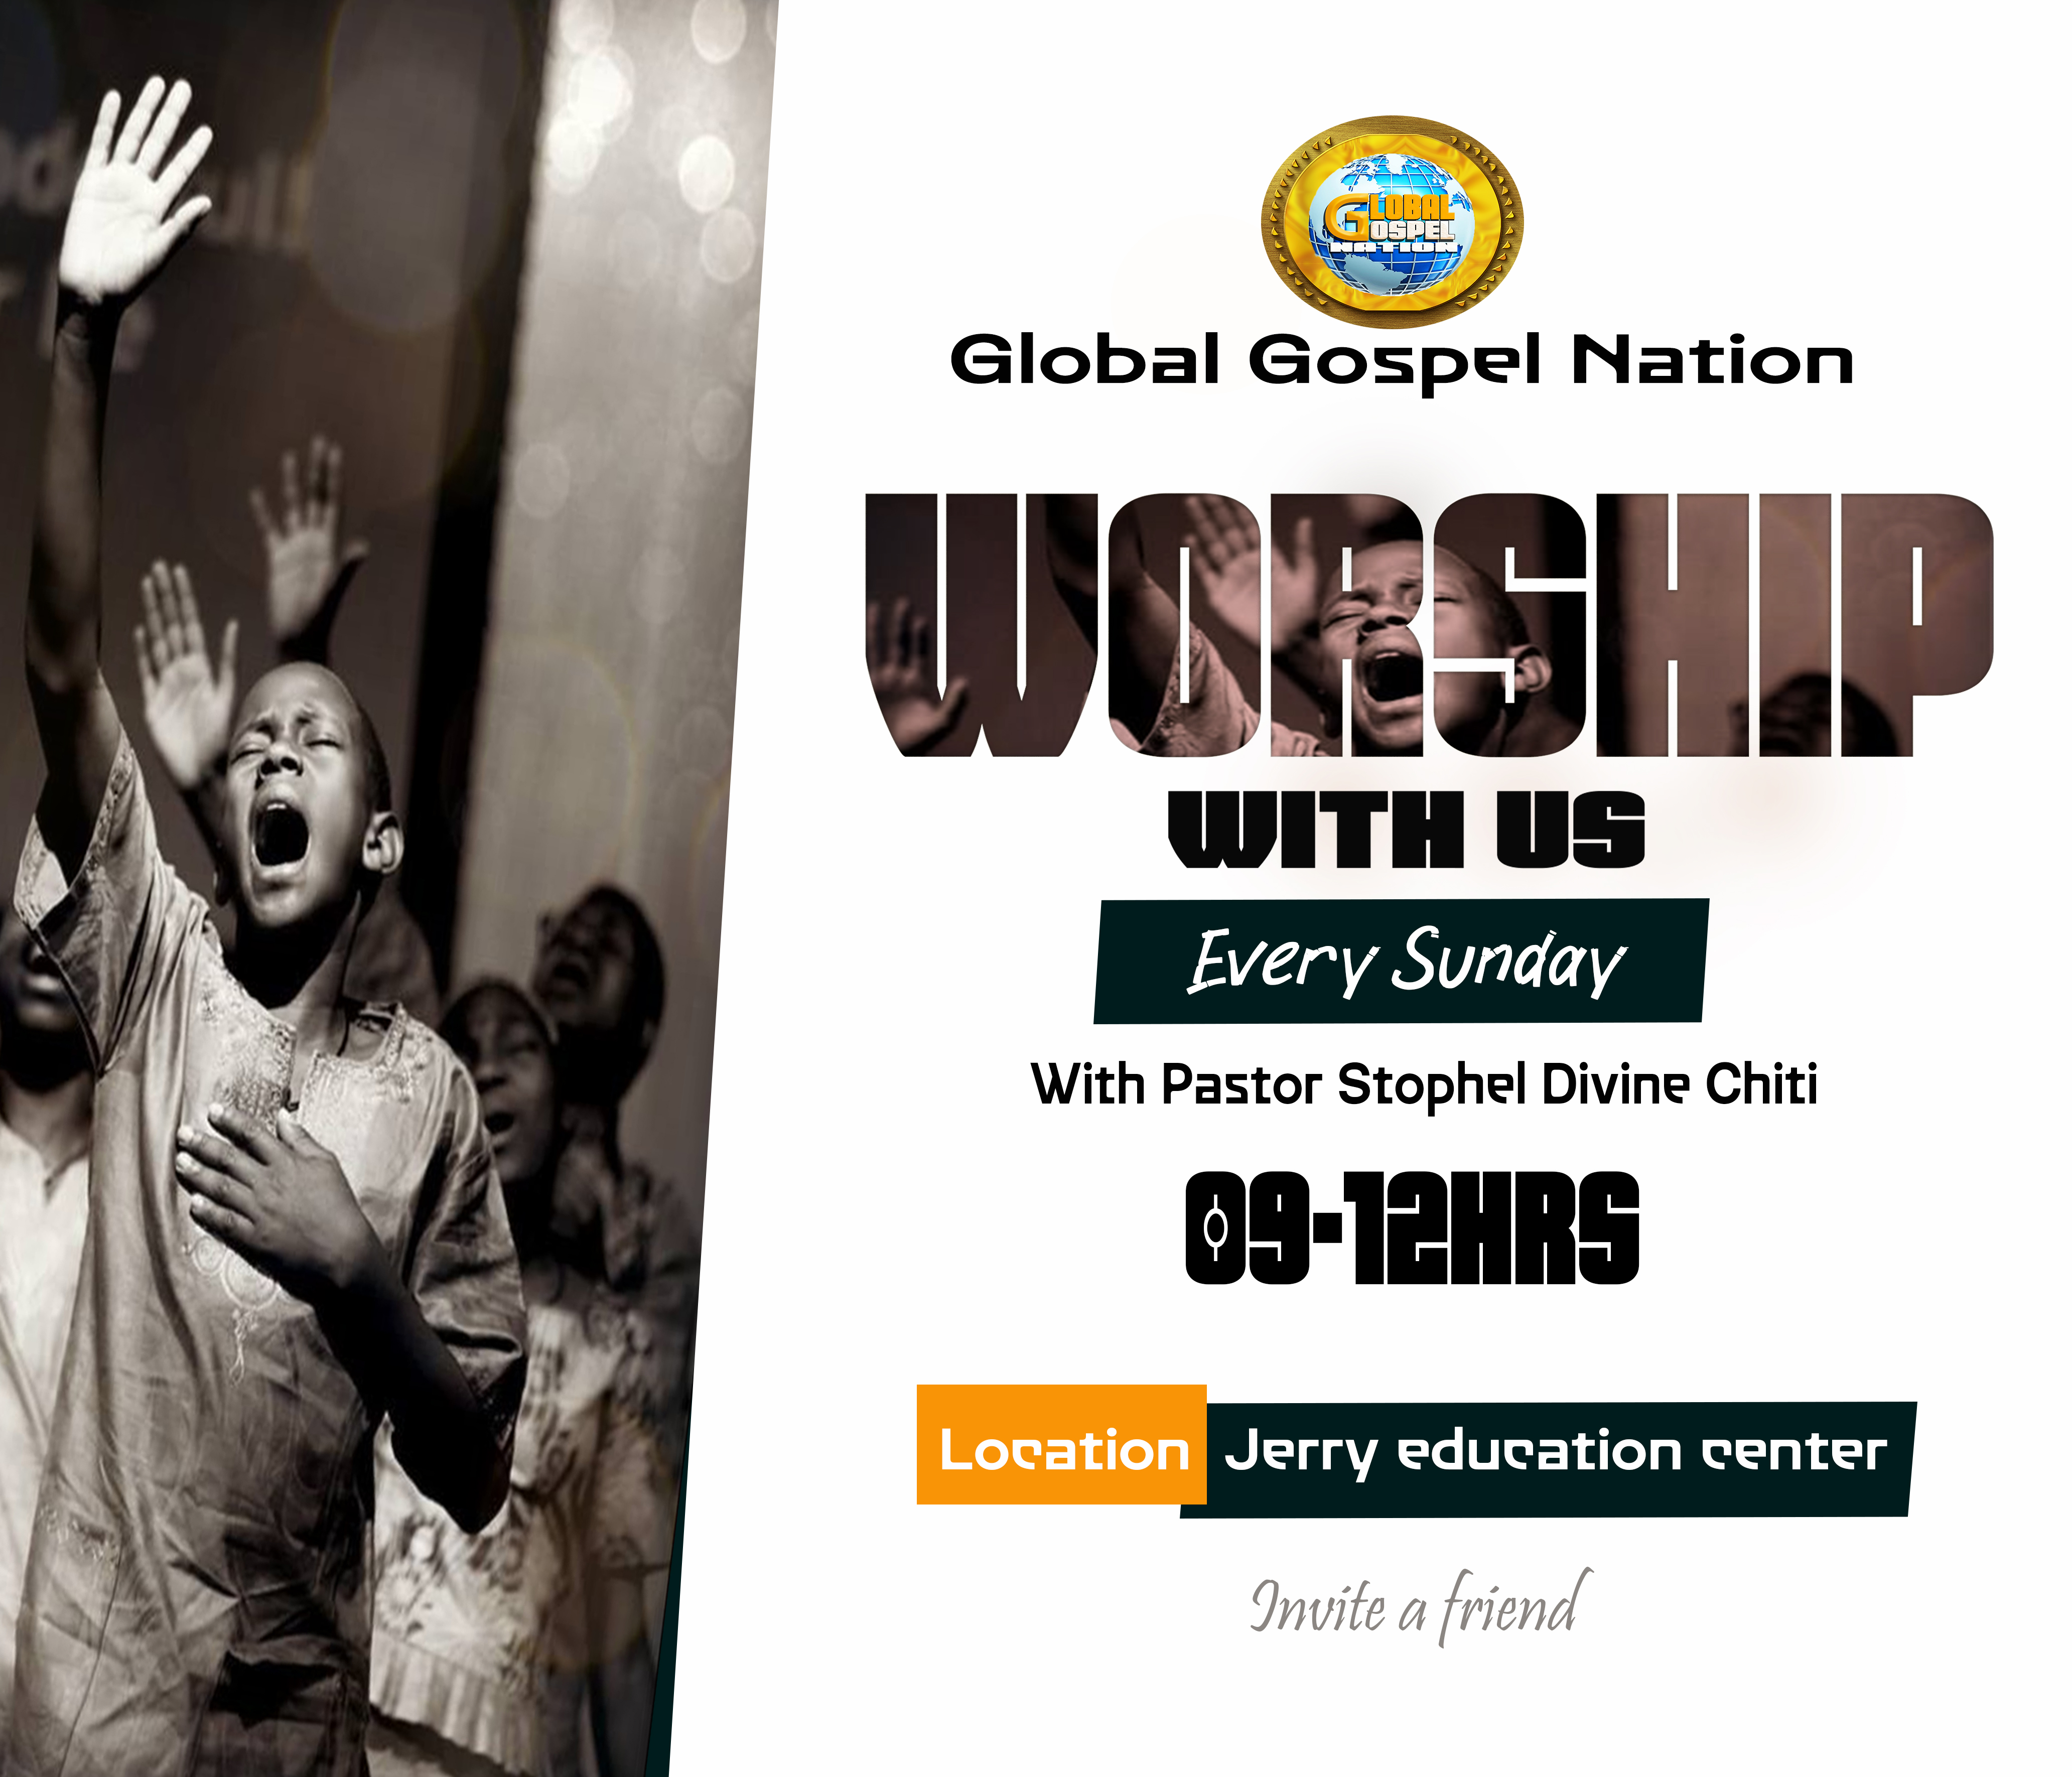 GLOBAL
GOSPEL
NATION
Global Gospel Nation
WORSHIP
WITH US
Every Sunday
With Pastor Stophel Divine Chiti
09-12HRS
Location Jerry education center
Invite a friend